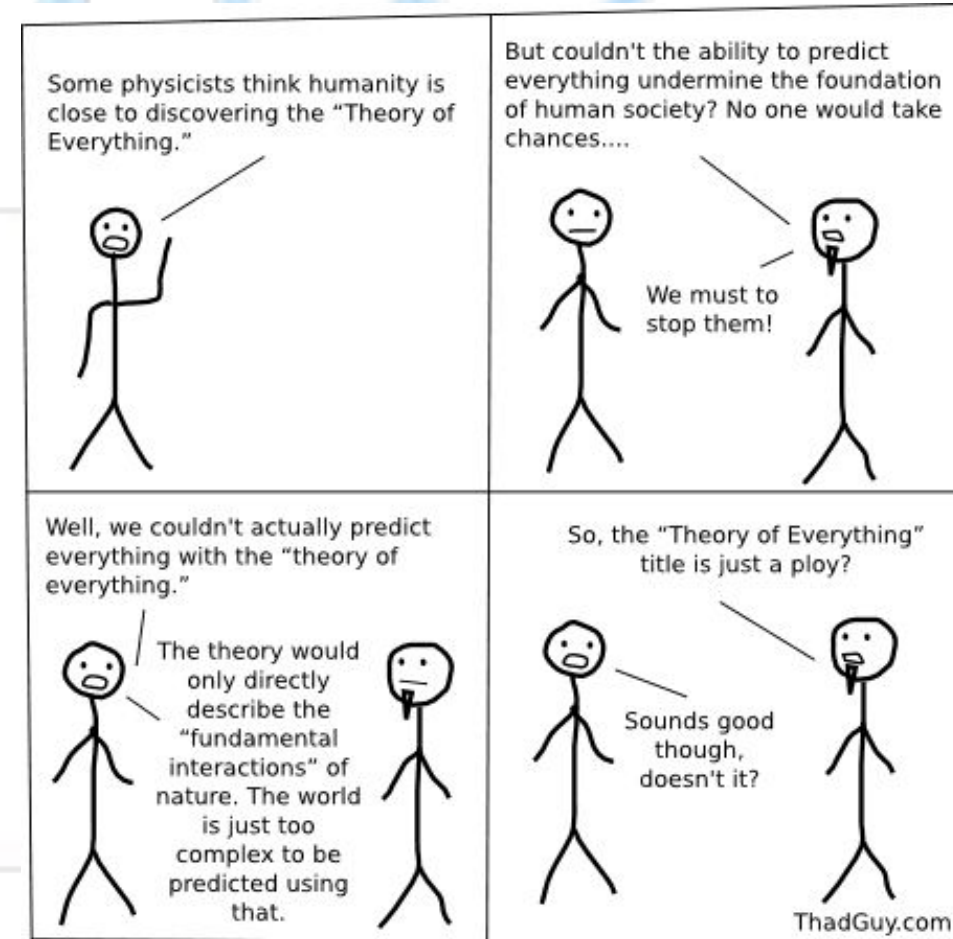 Some physicists think humanity is
close to discovering the “Theory of
Everything.”
But couldn't the ability to predict
everything undermine the foundation
of human society? No one would take
chances....
We must to
stop them!
Well, we couldn't actually predict
everything with the “theory of
everything.”
The theory would
only directly
describe the
“fundamental
interactions” of
nature. The world
is just too
complex to be
predicted using
that.
So, the “Theory of Everything”
title is just a ploy?
Sounds good
though,
doesn't it?
ThadGuy.com